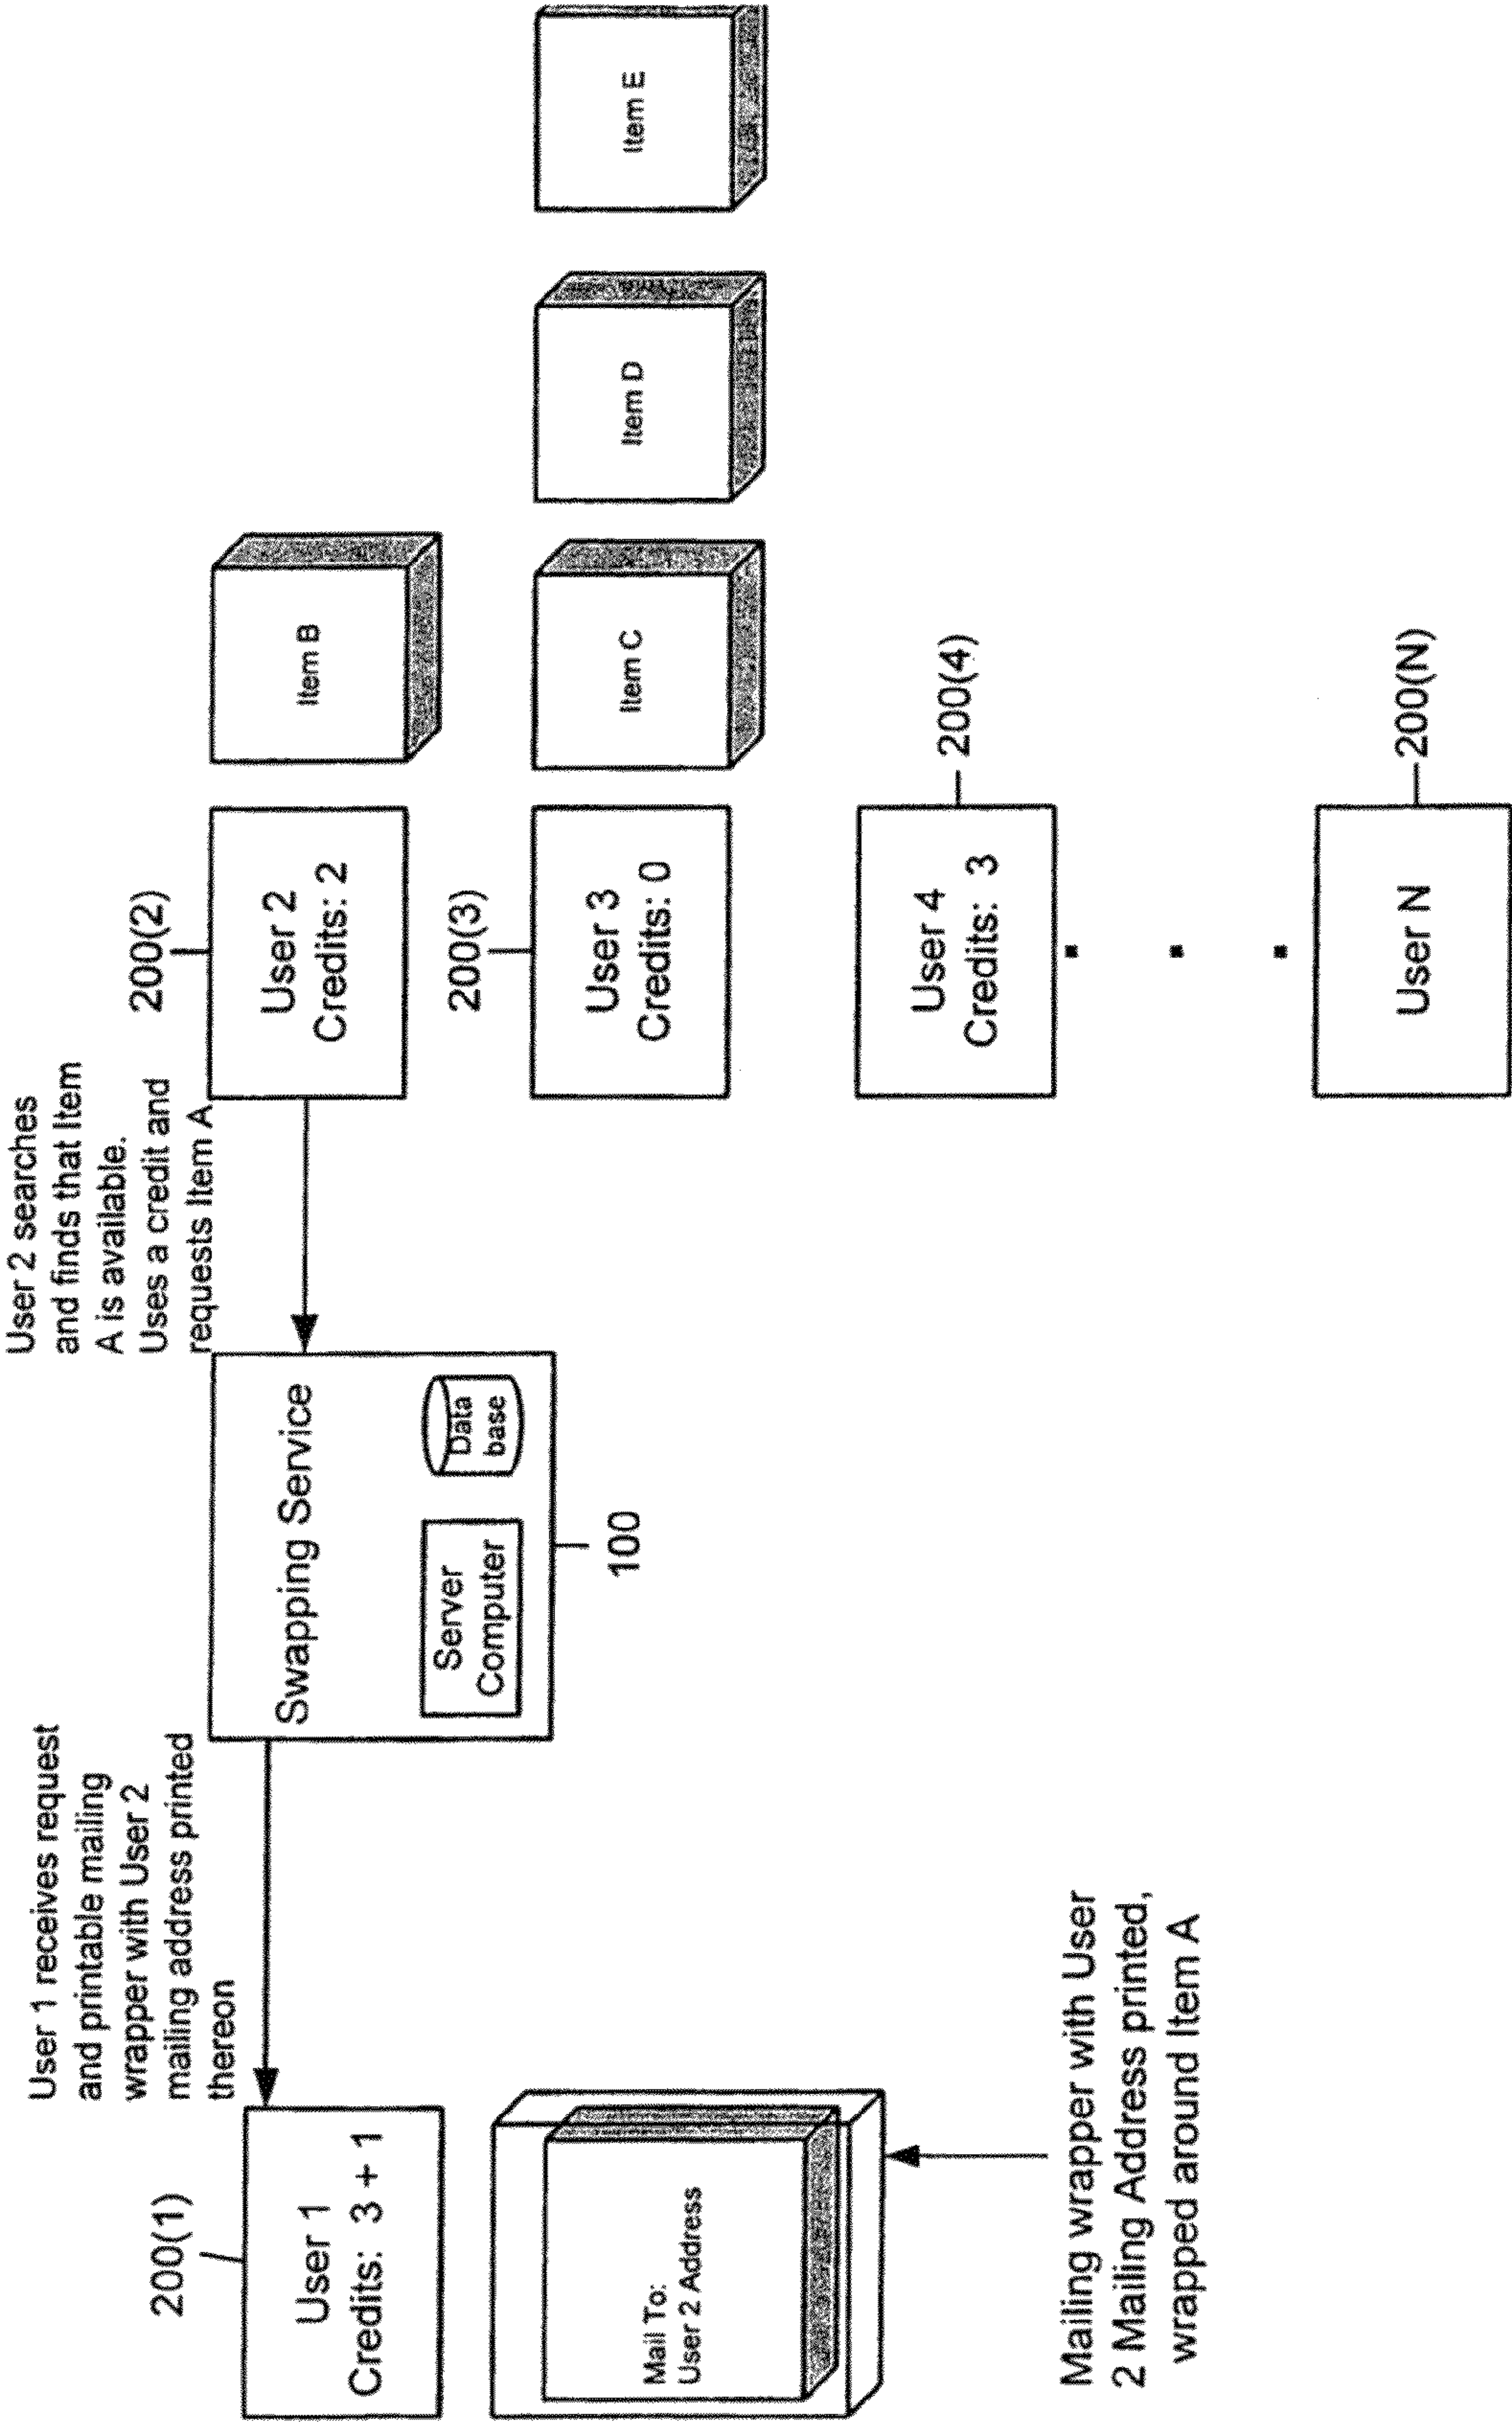 User 1 receives request
and printable mailing
wrapper with User 2
mailing address printed
thereon
User 2 searches
and finds that Item
A is available.
Uses a credit and
requests Item A
200(1)
User 1
Credits: 3 + 1
Swapping Service
Server
Computer
Data
base
100
200(2)
User 2
Credits: 2
Item B
Mail To:
User 2 Address
200(3)
User 3
Credits: 0
Item C
Item D
Item E
Mailing wrapper with User
2 Mailing Address printed,
wrapped around Item A
User 4
Credits: 3
200(4)
User N
200(N)